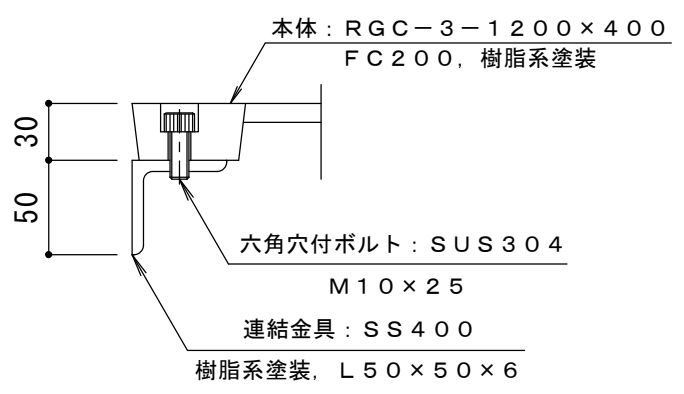 本体：ＲＧＣ－３－１２００×４００
ＦＣ２００，樹脂系塗装
30
50
六角穴付ボルト：ＳＵＳ３０４
Ｍ１０×２５
連結金具：ＳＳ４００
樹脂系塗装，Ｌ５０×５０×６